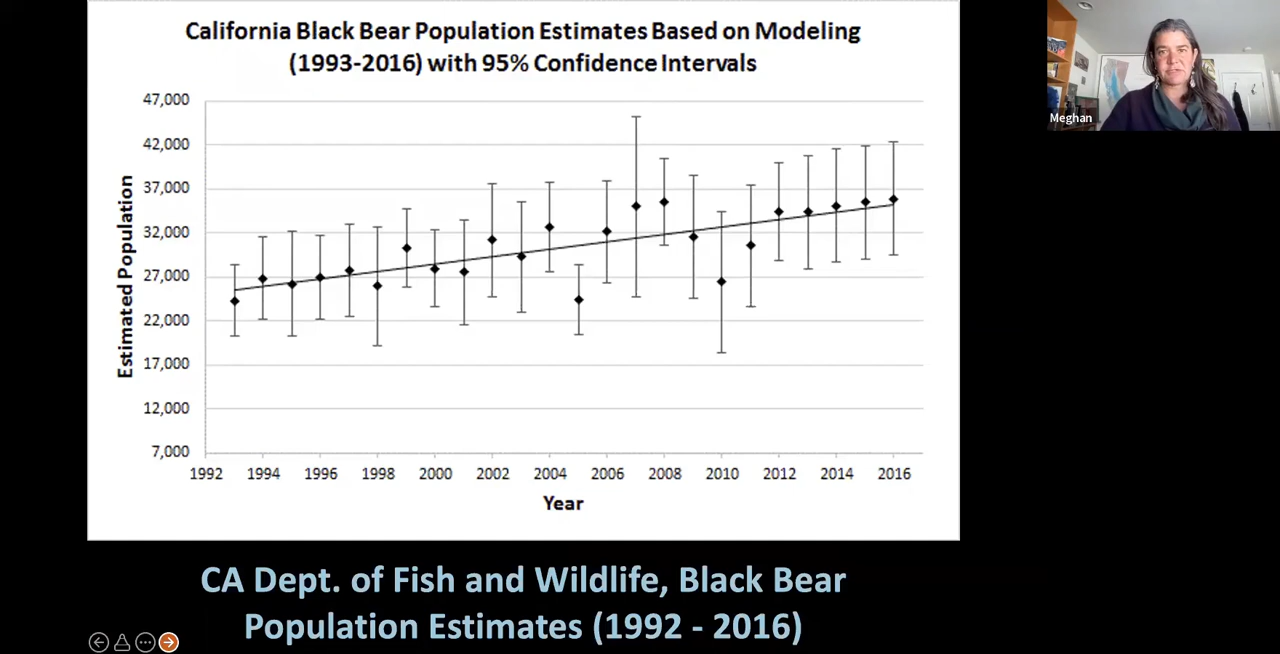 California Black Bear Population Estimates Based on Modeling
(1993-2016) with 95% Confidence Intervals
Meghan
Estimated Population
47,000
42,000
37,000
32,000
27,000
22,000
17,000
12,000
7,000
1992 1994 1996 1998 2000 2002 2004 2006 2008 2010 2012 2014 2016
Year
CA Dept. of Fish and Wildlife, Black Bear
Population Estimates (1992 - 2016)